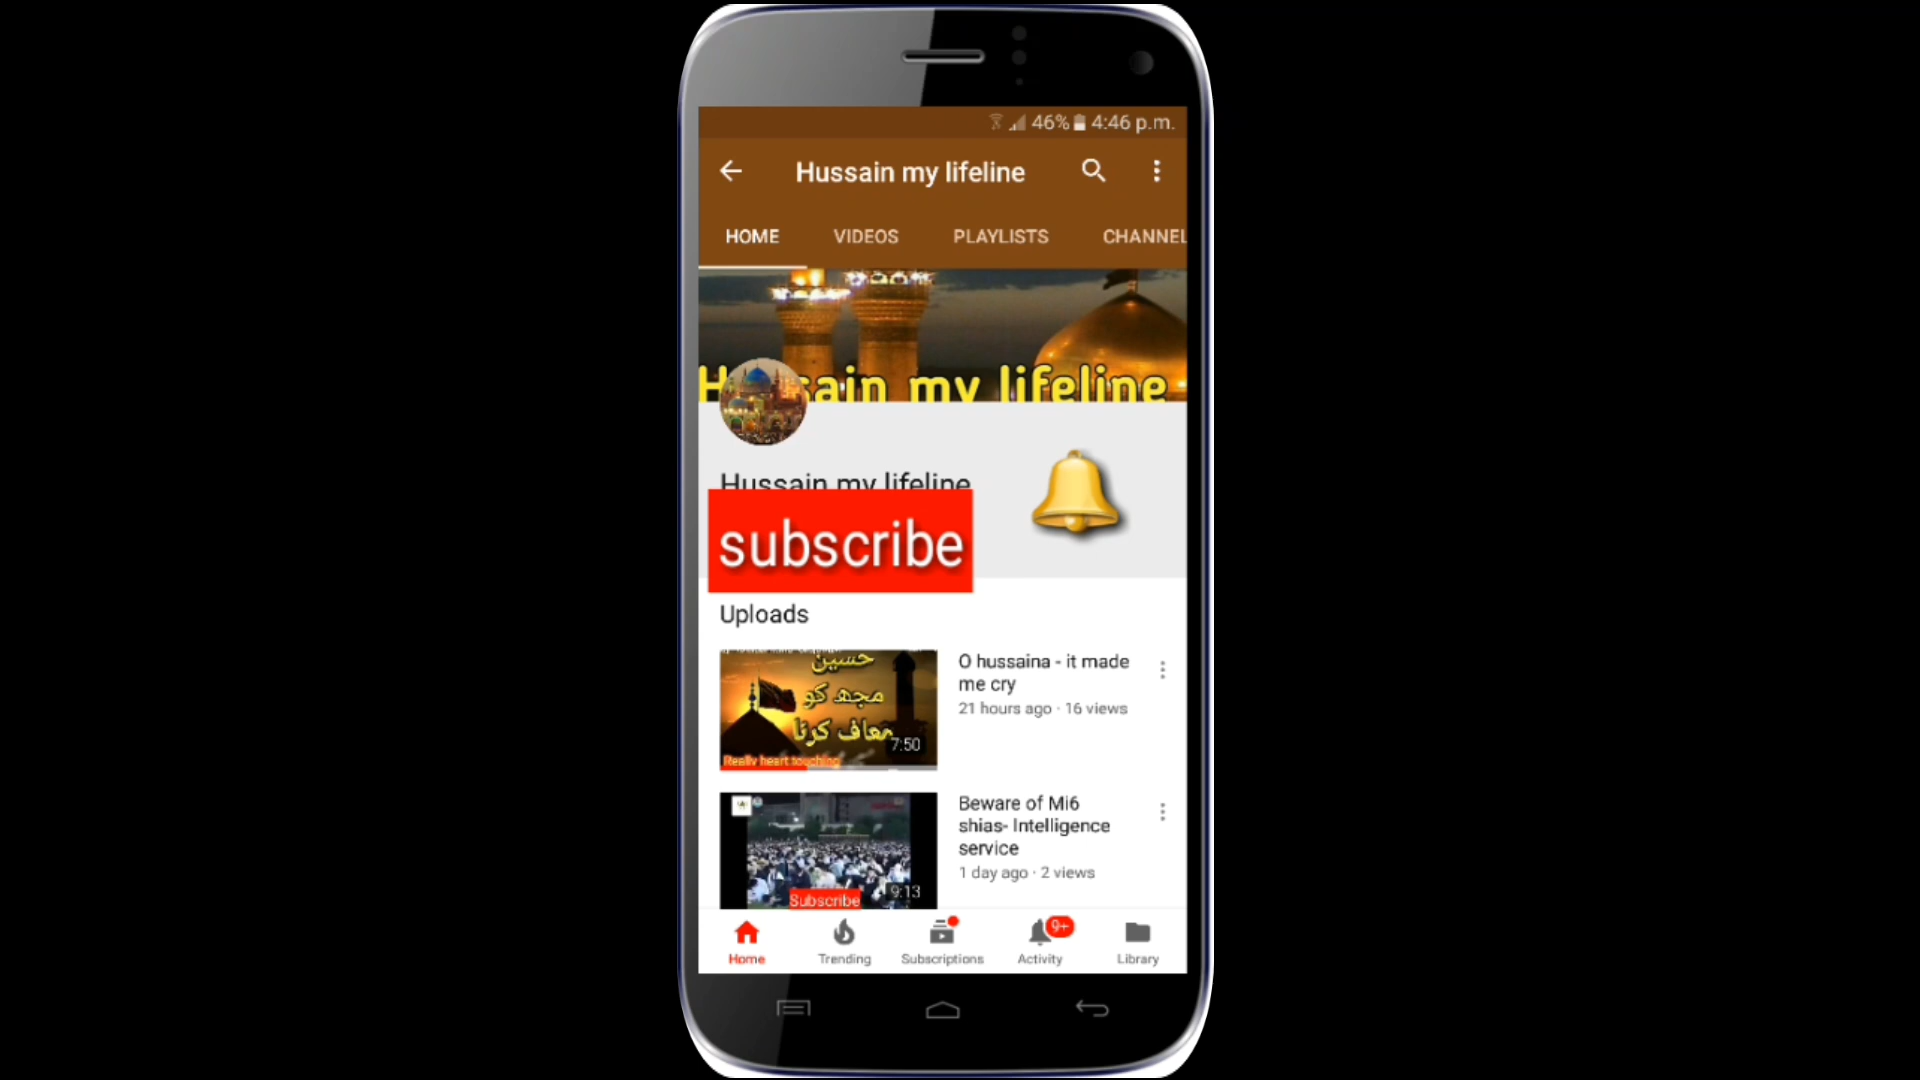 46% 4:46 p.m.
Hussain my lifeline
HOME VIDEOS PLAYLISTS CHANNEL
sain my lifeline
Hussain my lifeline
subscribe
Uploads
حسین
مجھ کو
معاف کرنا
7:50
Really heart touching
O hussaina - it made
me cry
21 hours ago · 16 views
Beware of Mi6
shias- Intelligence
service
1 day ago · 2 views
9:13
Subscribe
9+
Home Trending Subscriptions Activity Library